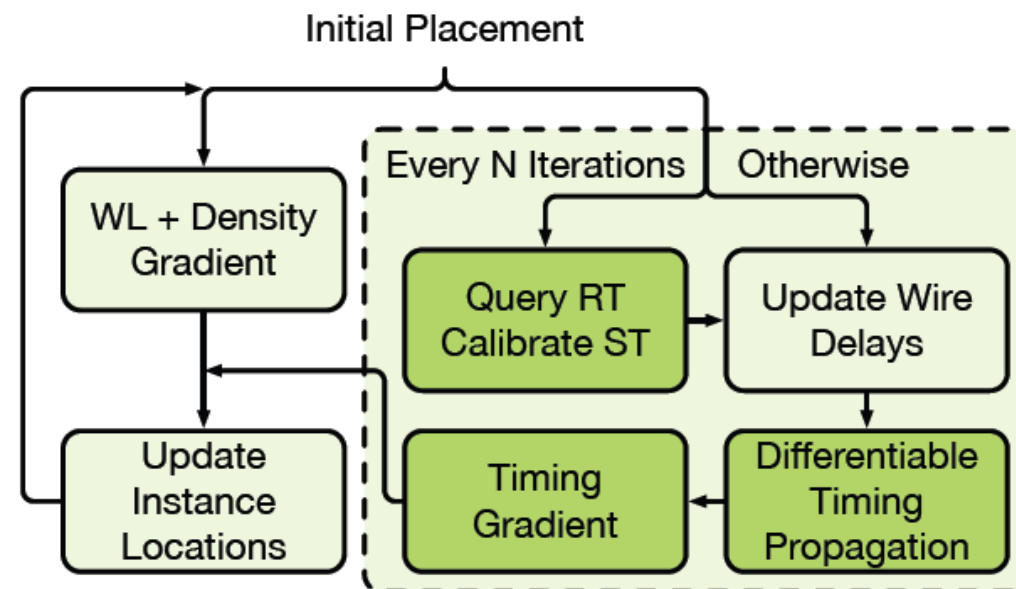 Initial Placement
Every N Iterations
Otherwise
WL + Density
Gradient
Query RT
Calibrate ST
Update Wire
Delays
Update
Instance
Locations
Timing
Gradient
Differentiable
Timing
Propagation